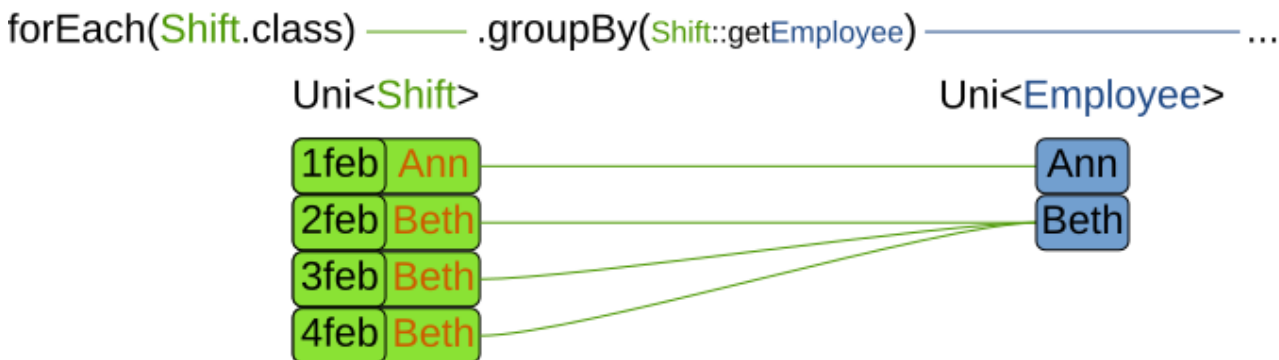 forEach(Shift.class) .groupBy(Shift::getEmployee) ...
Uni<Shift> Uni<Employee>
1feb Ann Ann
2feb Beth Beth
3feb Beth
4feb Beth